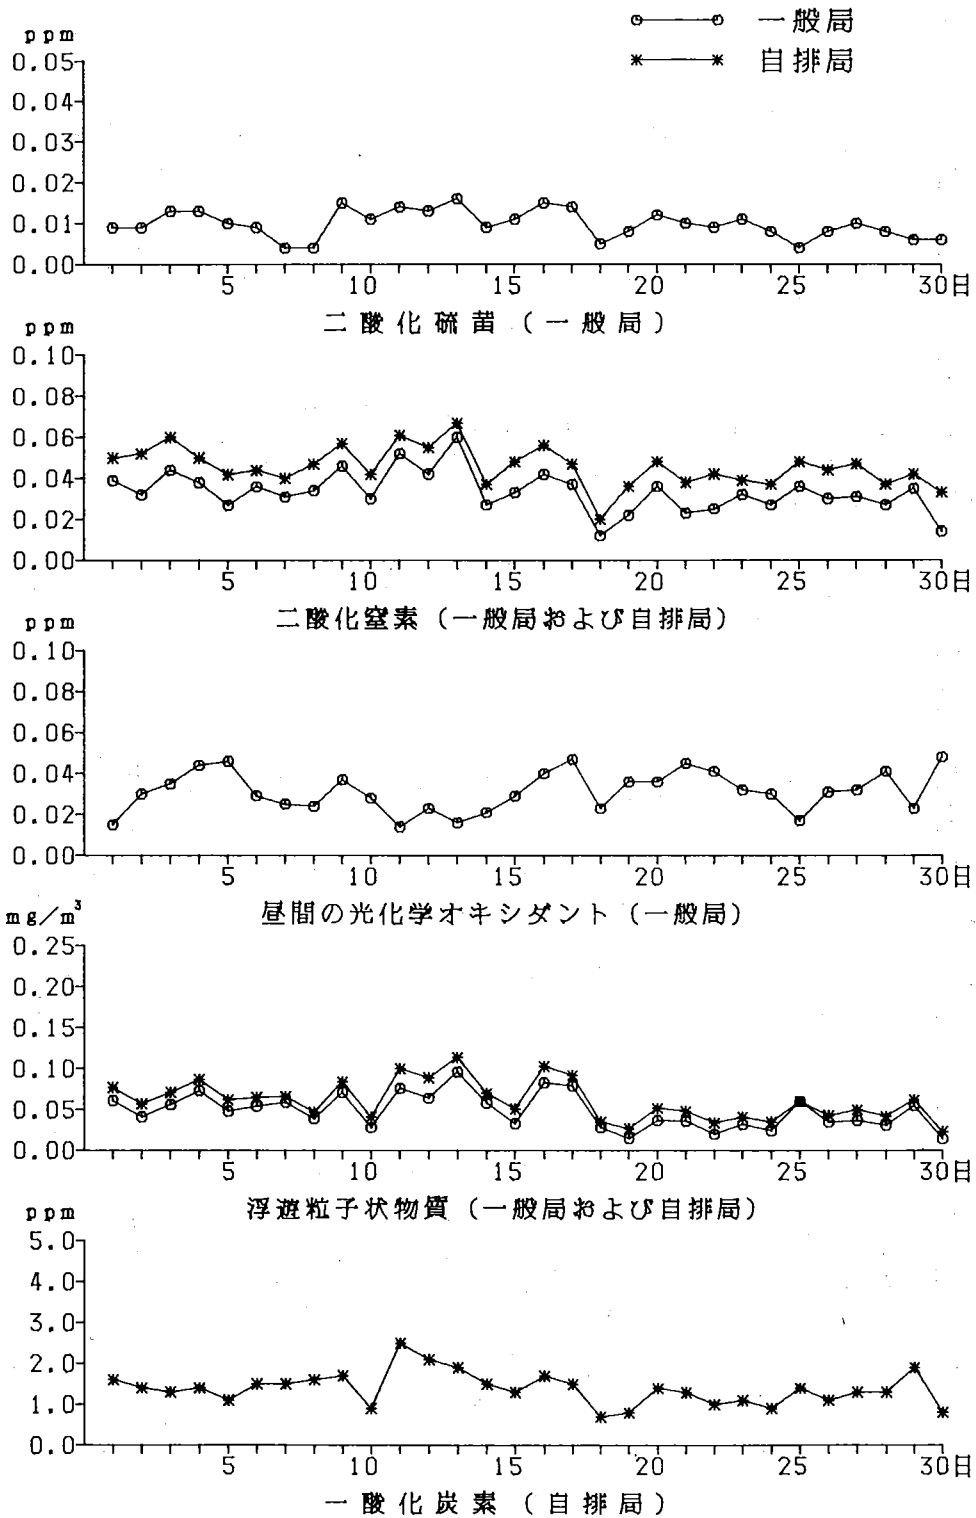 一般局
自排局
ppm
0.05
0.04
0.03
0.02
0.01
0.00
5 10 15 20 25 30日
二酸化硫黄（一般局）
ppm
0.10
0.08
0.06
0.04
0.02
0.00
5 10 15 20 25 30日
二酸化窒素（一般局および自排局）
ppm
0.10
0.08
0.06
0.04
0.02
0.00
5 10 15 20 25 30日
昼間の光化学オキシダント（一般局）
mg/m³
0.25
0.20
0.15
0.10
0.05
0.00
5 10 15 20 25 30日
浮遊粒子状物質（一般局および自排局）
ppm
5.0
4.0
3.0
2.0
1.0
0.0
5 10 15 20 25 30日
一酸化炭素（自排局）